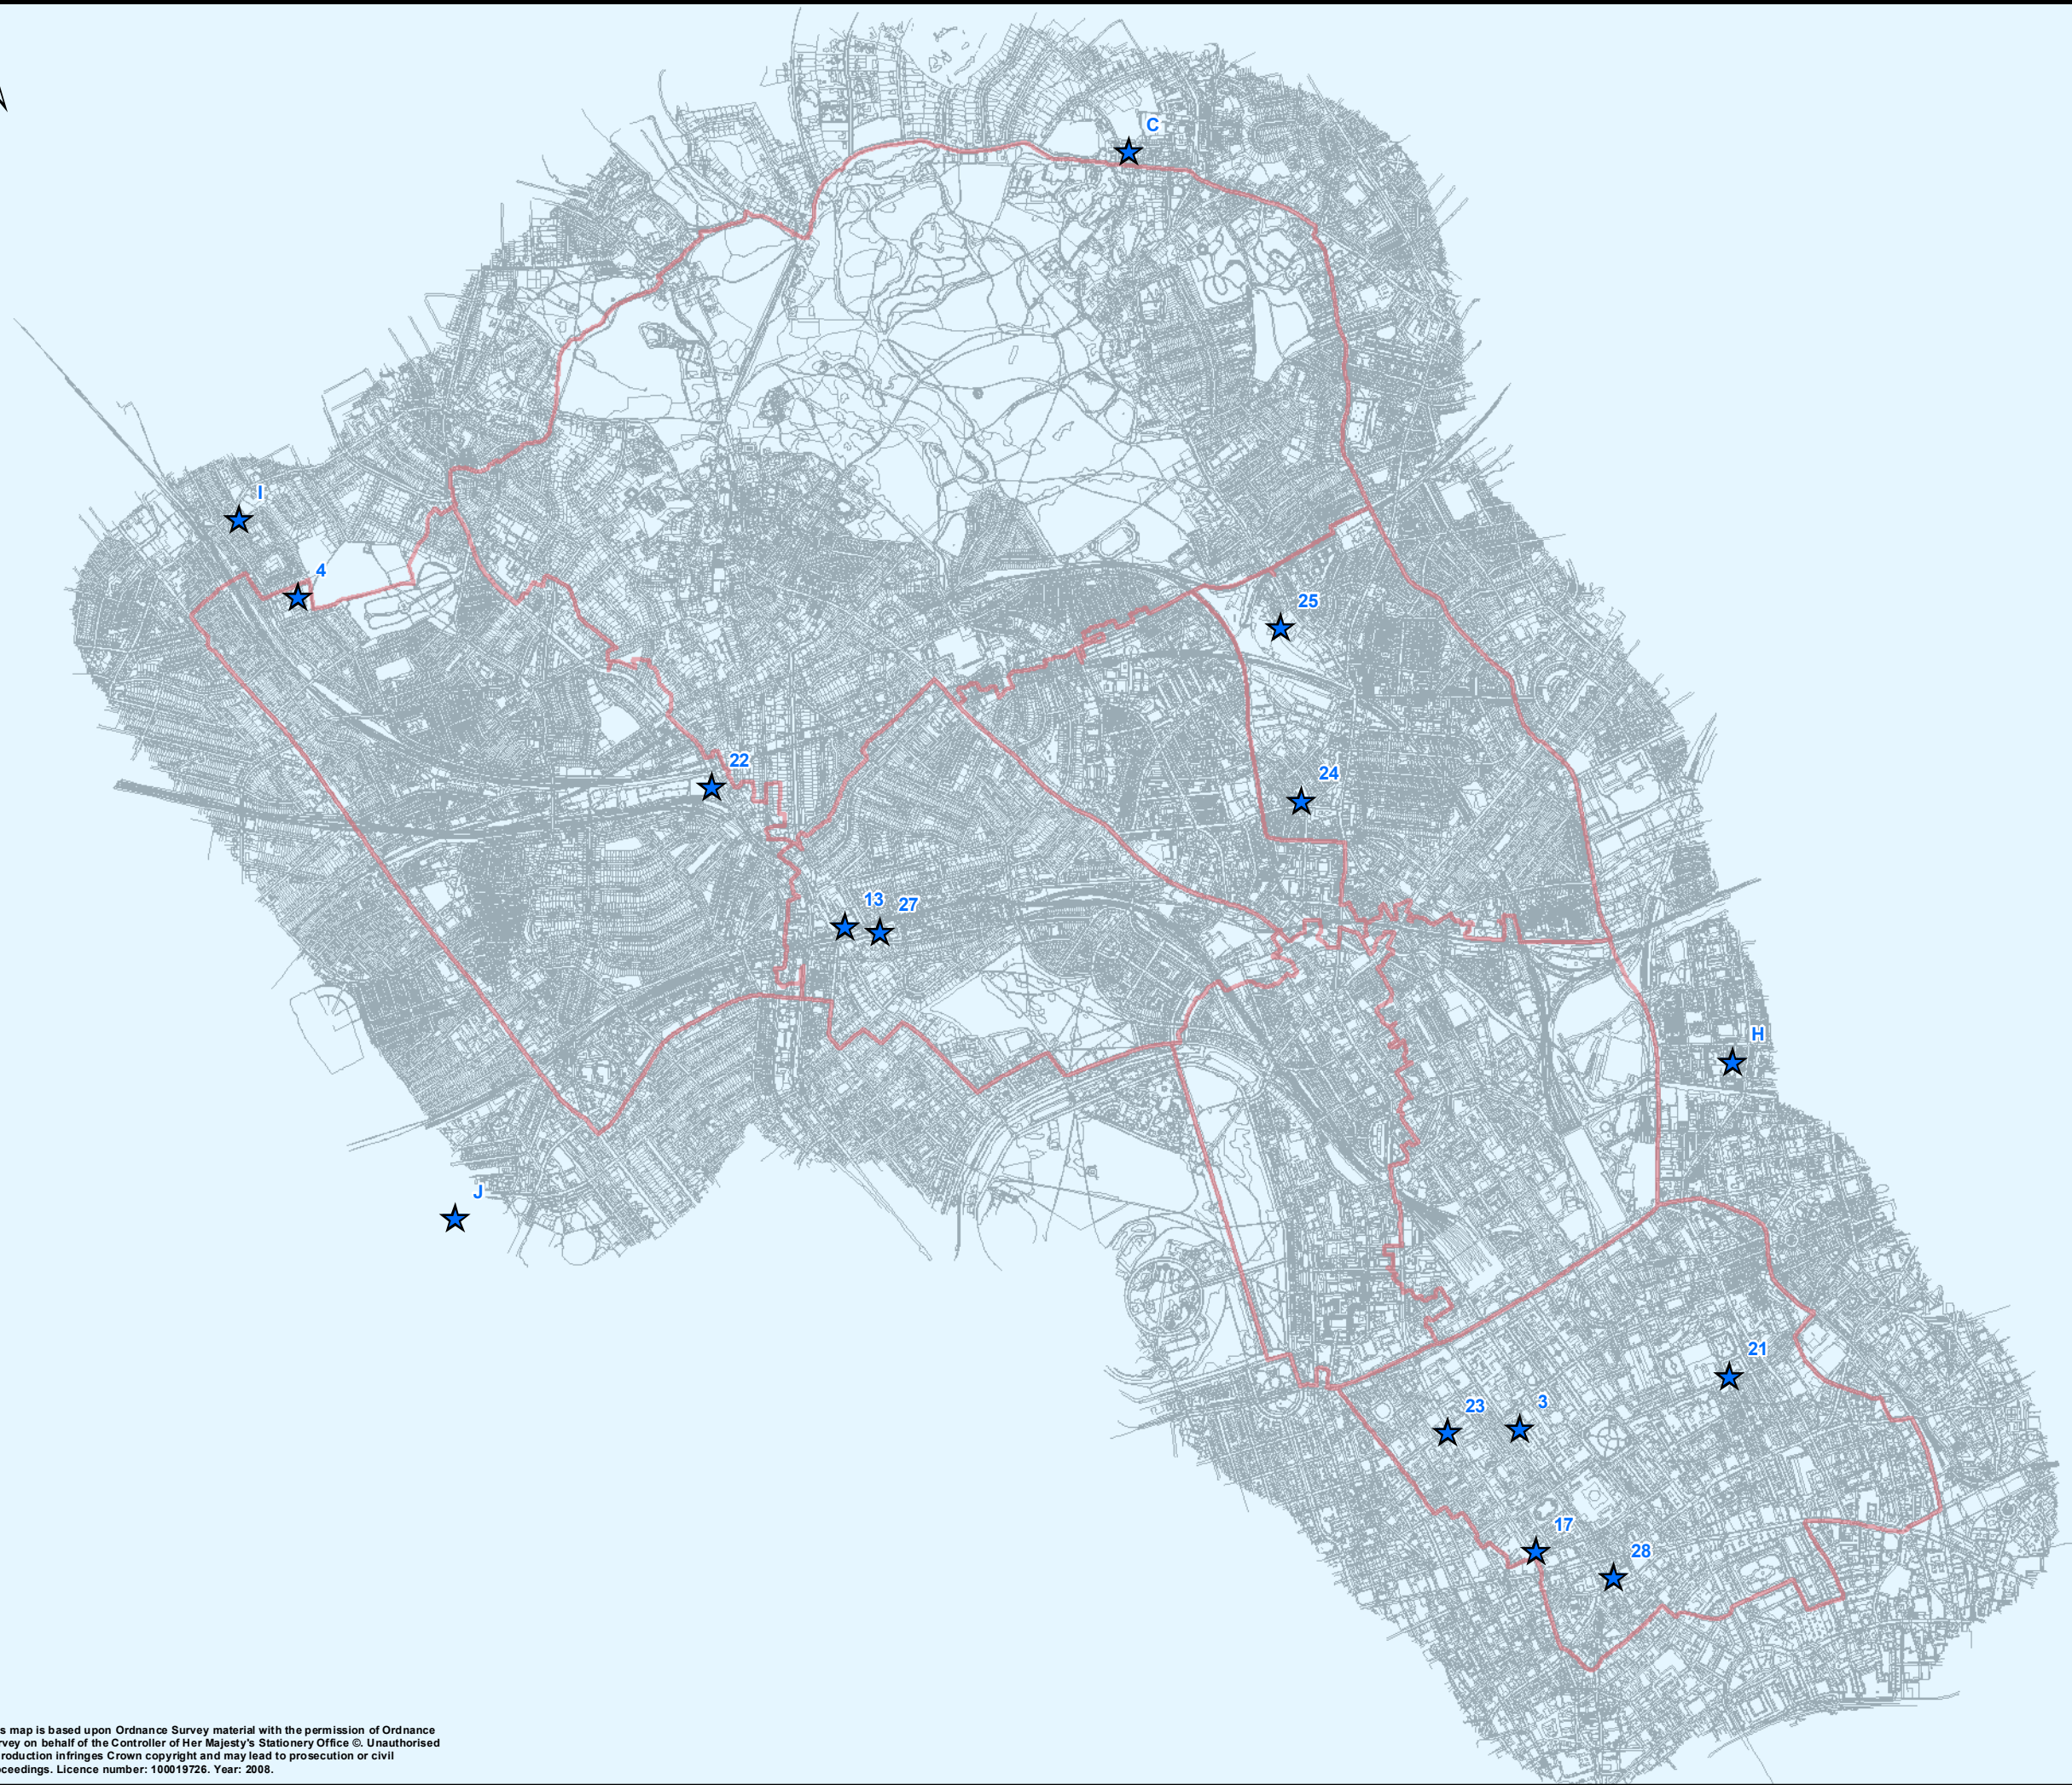 C
I
4
25
22
24
13
27
H
J
21
23
3
17
28
s map is based upon Ordnance Survey material with the permission of Ordnance
rvey on behalf of the Controller of Her Majesty's Stationery Office ©. Unauthorised
roduction infringes Crown copyright and may lead to prosecution or civil
ceedings. Licence number: 100019726. Year: 2008.